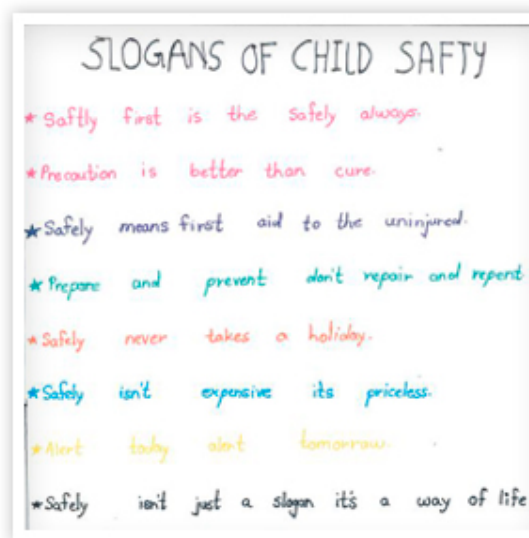 SLOGANS OF CHILD SAFTY
★ Saftly first is the safely always.
★ Precaution is better than cure.
★ Safely means first aid to the uninjured.
★ Prepare and prevent don't repair and repent
★ Safely never takes a holiday.
★ Safely isn't expensive its priceless.
★ Alert today alert tomorrow.
★ Safely isn't just a slogan it's a way of life